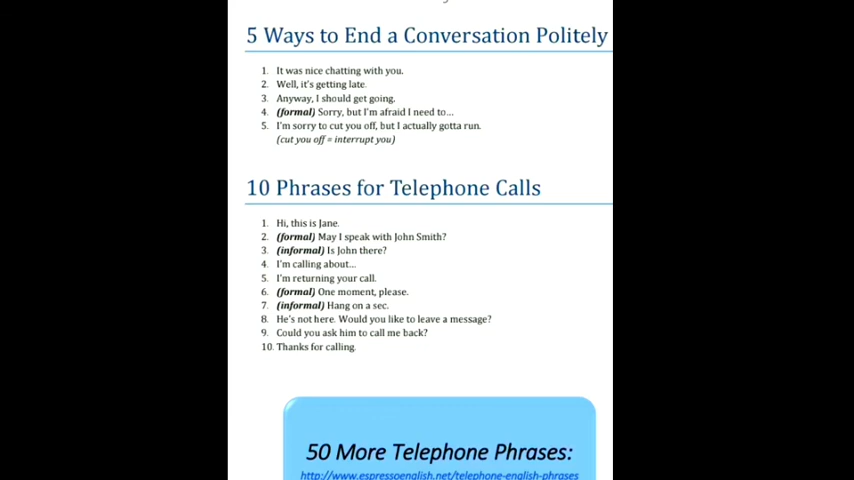 5 Ways to End a Conversation Politely
1. It was nice chatting with you.
2. Well, it's getting late.
3. Anyway, I should get going.
4. (formal) Sorry, but I'm afraid I need to...
5. I'm sorry to cut you off, but I actually gotta run.
(cut you off = interrupt you)
10 Phrases for Telephone Calls
1. Hi, this is Jane.
2. (formal) May I speak with John Smith?
3. (informal) Is John there?
4. I'm calling about...
5. I'm returning your call.
6. (formal) One moment, please.
7. (informal) Hang on a sec.
8. He's not here. Would you like to leave a message?
9. Could you ask him to call me back?
10. Thanks for calling.
50 More Telephone Phrases:
http://www.espressoenglish.net/telephone-english-phrases